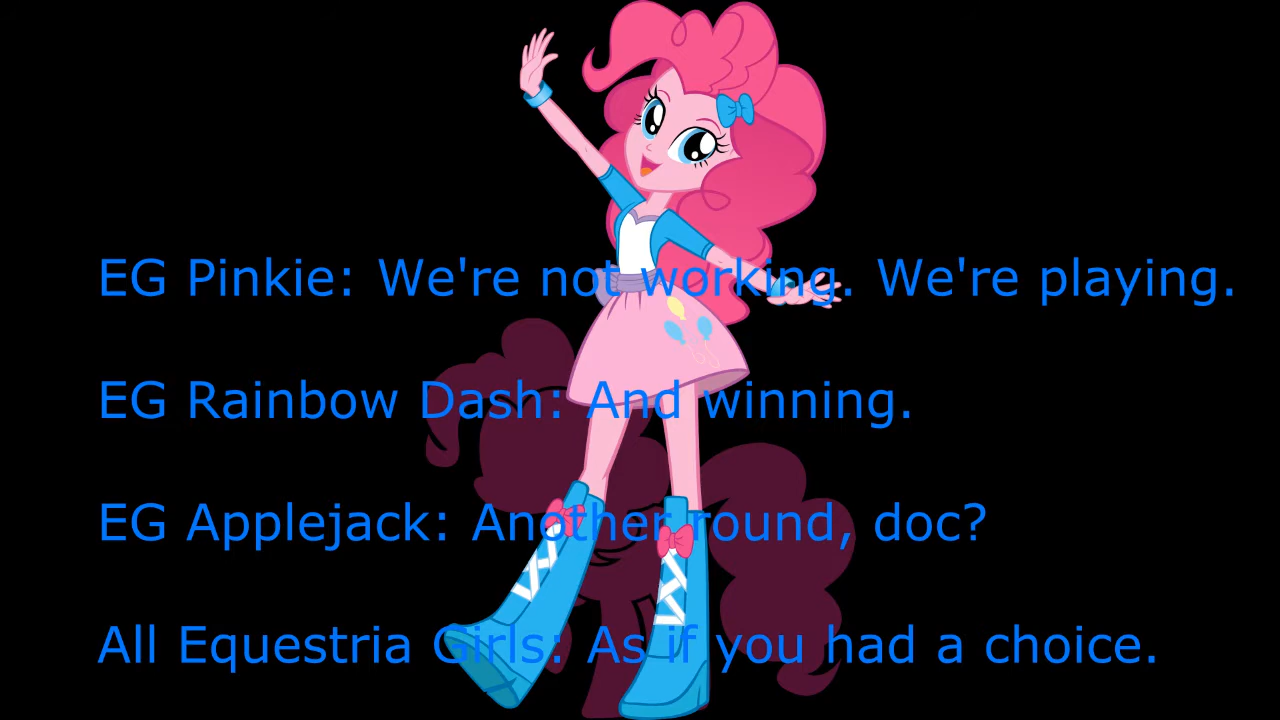 EG Pinkie: We're not working. We're playing.
EG Rainbow Dash: And winning.
EG Applejack: Another round, doc?
All Equestria Girls: As if you had a choice.